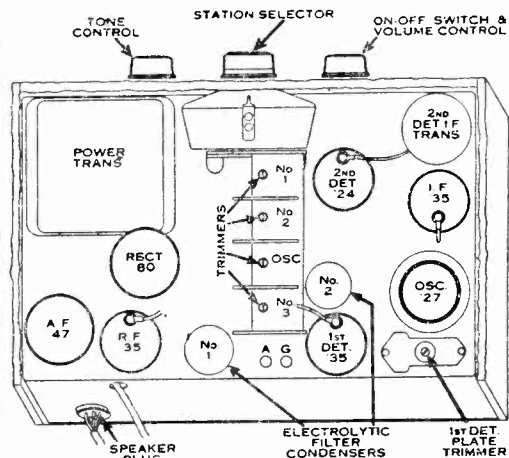 TONE
CONTROL
STATION SELECTOR
ON-OFF SWITCH &
VOLUME CONTROL
POWER
TRANS
2ND
DET I F
TRANS
2ND
DET
'24
I.F
35
TRIMMERS
No
1
No
2
OSC
No
3
RECT
80
No.
2
OSC.
'27
A.F
47
R.F
35
No
1
A G
1ST
DET.
'35
SPEAKER
PLUG
ELECTROLYTIC
FILTER
CONDENSERS
1ST DET.
PLATE
TRIMMER